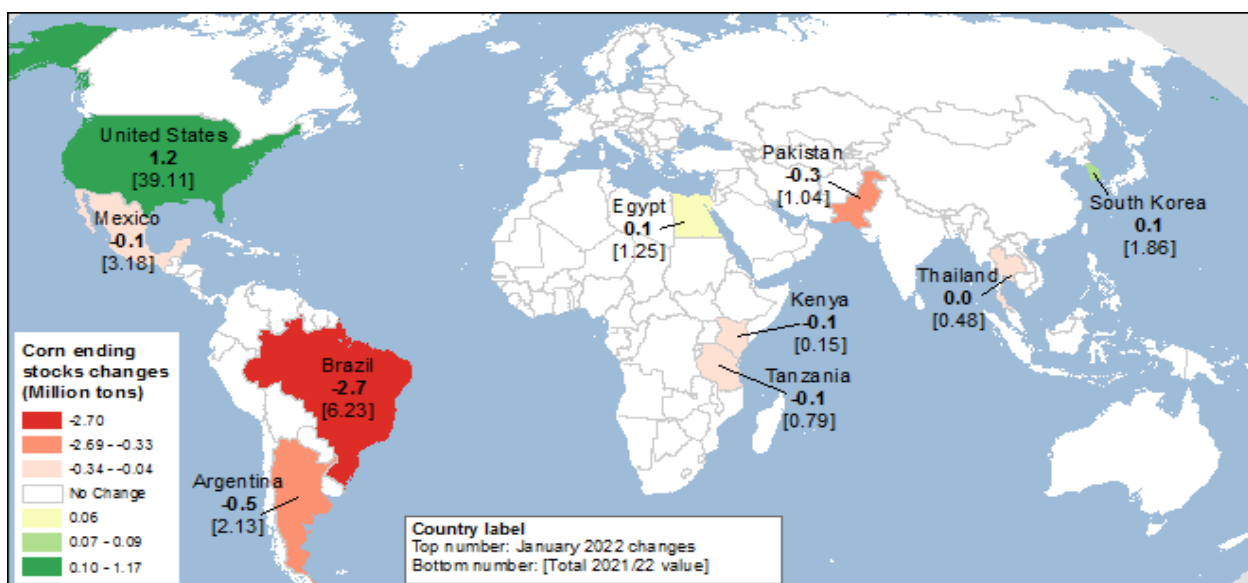 United States
1.2
[39.11]
Mexico
-0.1
[3.18]
Pakistan
-0.3
[1.04]
Egypt
0.1
[1.25]
South Korea
0.1
[1.86]
Thailand
0.0
[0.48]
Kenya
-0.1
[0.15]
Tanzania
-0.1
[0.79]
Brazil
-2.7
[6.23]
Argentina
-0.5
[2.13]
Corn ending
stocks changes
(Million tons)
-2.70
-2.69 - -0.33
-0.34 - -0.04
No Change
0.06
0.07 - 0.09
0.10 - 1.17
Country label
Top number: January 2022 changes
Bottom number: [Total 2021/22 value]